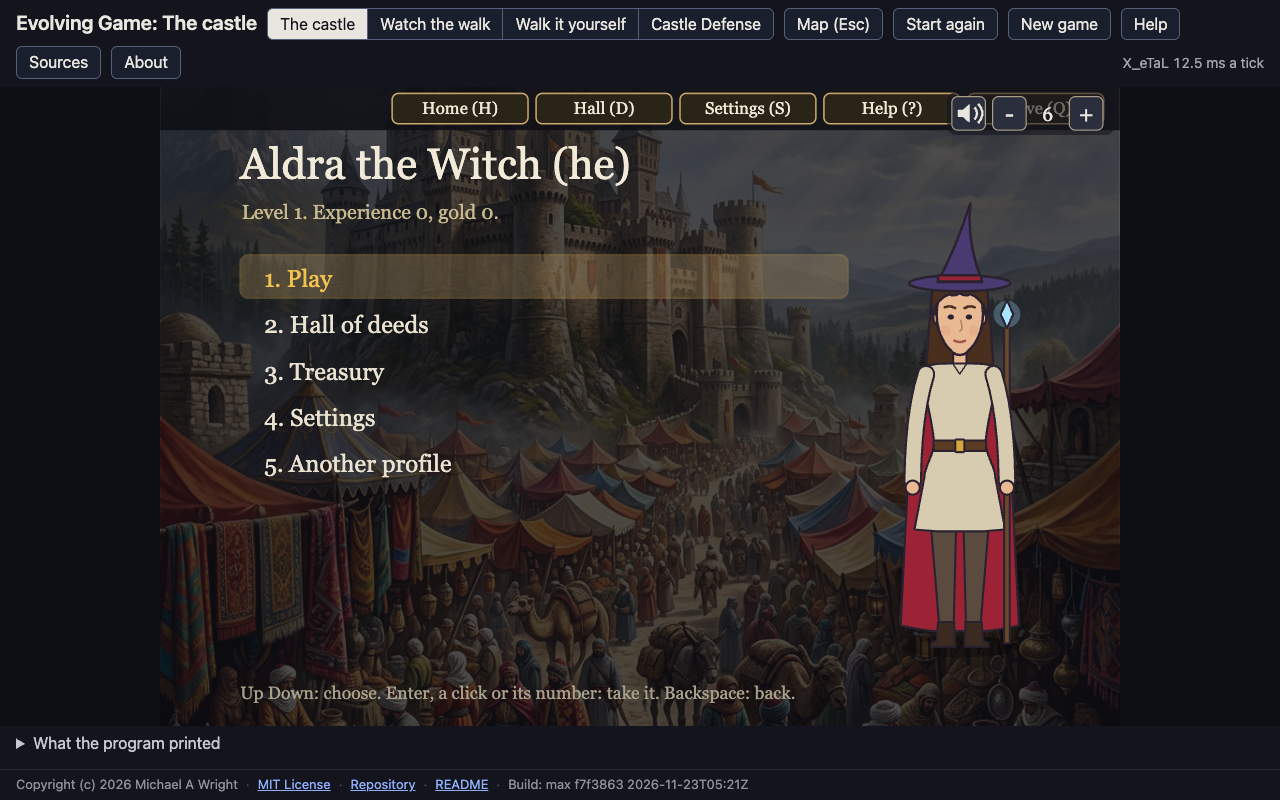 Evolving Game: The castle
The castle
Watch the walk
Walk it yourself
Castle Defense
Map (Esc)
Start again
New game
Help
Sources
About
X_eTaL 12.5 ms a tick
Home (H)
Hall (D)
Settings (S)
Help (?)
- 6 +
Aldra the Witch (he)
Level 1. Experience 0, gold 0.
1. Play
2. Hall of deeds
3. Treasury
4. Settings
5. Another profile
Up Down: choose. Enter, a click or its number: take it. Backspace: back.
What the program printed
Copyright (c) 2026 Michael A Wright · MIT License · Repository · README · Build: max f7f3863 2026-11-23T05:21Z